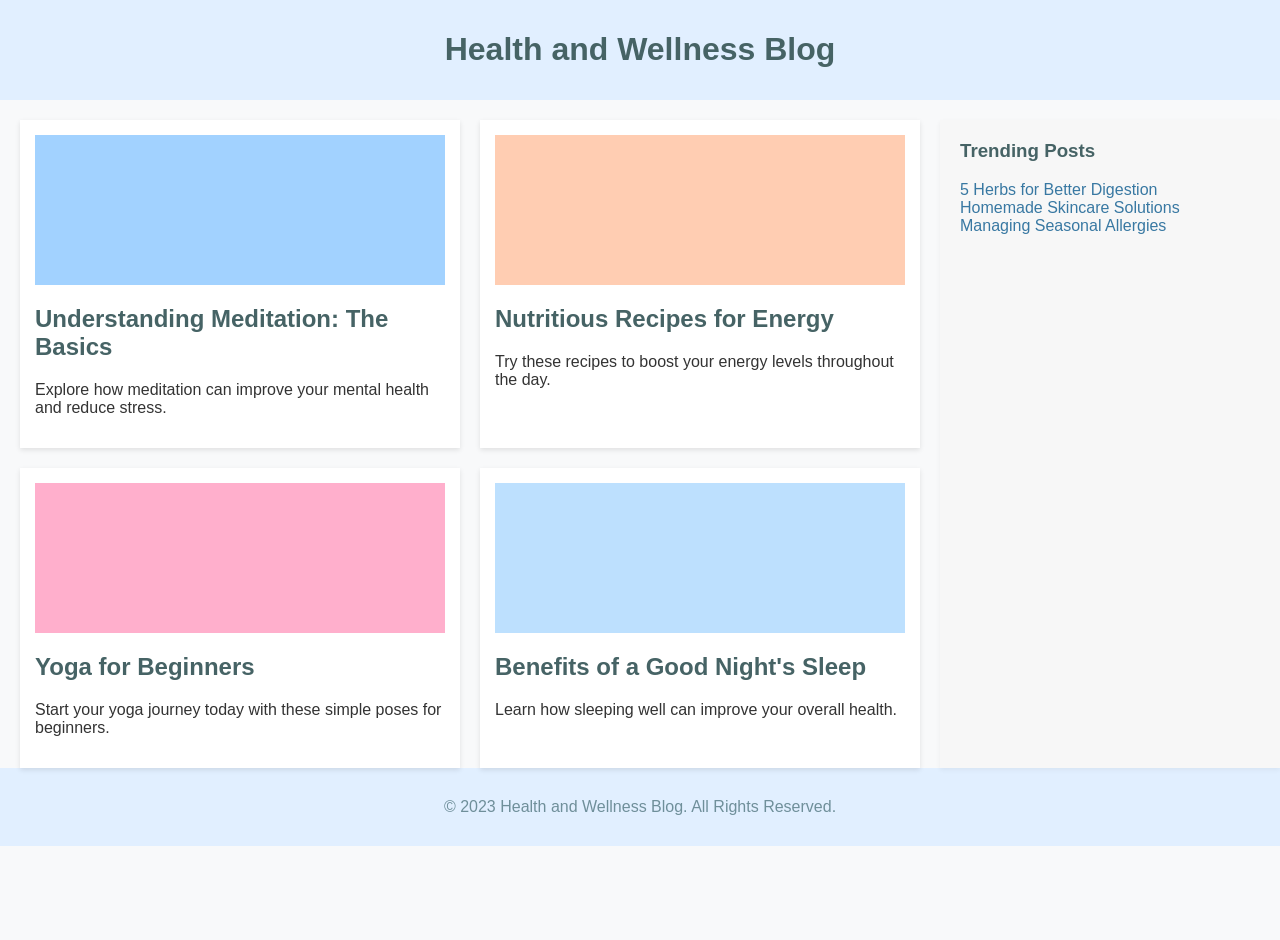 Health and Wellness Blog
Understanding Meditation: The
Basics
Explore how meditation can improve your mental health
and reduce stress.
Nutritious Recipes for Energy
Try these recipes to boost your energy levels throughout
the day.
Trending Posts
5 Herbs for Better Digestion
Homemade Skincare Solutions
Managing Seasonal Allergies
Yoga for Beginners
Start your yoga journey today with these simple poses for
beginners.
Benefits of a Good Night's Sleep
Learn how sleeping well can improve your overall health.
© 2023 Health and Wellness Blog. All Rights Reserved.